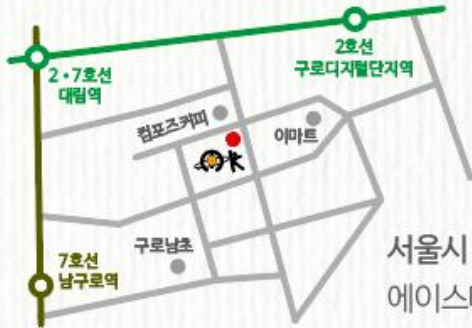 2호선
구로디지털단지역
2·7호선
대림역
컴포즈커피
이마트
구로남초
7호선
남구로역
서울시
에이스